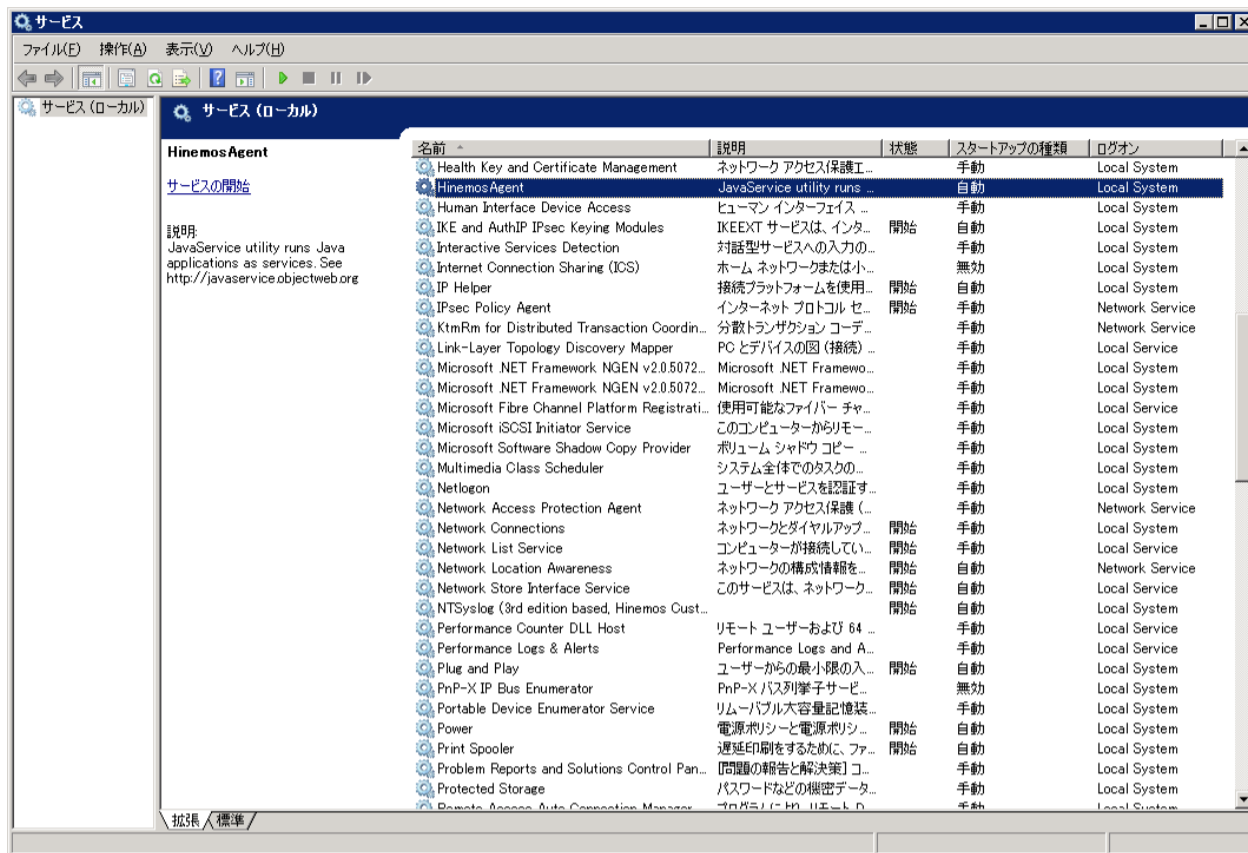 サービス
ファイル(F) 操作(A) 表示(V) ヘルプ(H)
サービス (ローカル)
サービス (ローカル)
HinemosAgent
サービスの開始
説明:
JavaService utility runs Java
applications as services. See
http://javaservice.objectweb.org
名前 説明 状態 スタートアップの種類 ログオン
Health Key and Certificate Management ネットワーク アクセス保護エ... 手動 Local System
HinemosAgent JavaService utility runs ... 自動 Local System
Human Interface Device Access ヒューマン インターフェイス ... 手動 Local System
IKE and AuthIP IPsec Keying Modules IKEEXT サービスは、インタ... 開始 自動 Local System
Interactive Services Detection 対話型サービスへの入力の... 手動 Local System
Internet Connection Sharing (ICS) ホーム ネットワークまたは小... 無効 Local System
IP Helper 接続プラットフォームを使用... 開始 自動 Local System
IPsec Policy Agent インターネット プロトコル セ... 開始 手動 Network Service
KtmRm for Distributed Transaction Coordin... 分散トランザクション コーデ... 手動 Network Service
Link-Layer Topology Discovery Mapper PC とデバイスの図 (接続) ... 手動 Local Service
Microsoft .NET Framework NGEN v2.0.5072... Microsoft .NET Framewo... 手動 Local System
Microsoft .NET Framework NGEN v2.0.5072... Microsoft .NET Framewo... 手動 Local System
Microsoft Fibre Channel Platform Registrati... 使用可能なファイバー チャ... 手動 Local Service
Microsoft iSCSI Initiator Service このコンピューターからリモー... 手動 Local System
Microsoft Software Shadow Copy Provider ボリューム シャドウ コピー ... 手動 Local System
Multimedia Class Scheduler システム全体でのタスクの... 手動 Local System
Netlogon ユーザーとサービスを認証す... 手動 Local System
Network Access Protection Agent ネットワーク アクセス保護 (... 手動 Network Service
Network Connections ネットワークとダイヤルアップ... 開始 手動 Local System
Network List Service コンピューターが接続してい... 開始 手動 Local Service
Network Location Awareness ネットワークの構成情報を... 開始 自動 Network Service
Network Store Interface Service このサービスは、ネットワーク... 開始 自動 Local Service
NTSyslog (3rd edition based, Hinemos Cust... 開始 自動 Local System
Performance Counter DLL Host リモート ユーザーおよび 64 ... 手動 Local Service
Performance Logs & Alerts Performance Logs and A... 手動 Local Service
Plug and Play ユーザーからの最小限の入... 開始 自動 Local System
PnP-X IP Bus Enumerator PnP-X バス列挙子サービ... 無効 Local System
Portable Device Enumerator Service リムーバブル大容量記憶装... 手動 Local System
Power 電源ポリシーと電源ポリシ... 開始 自動 Local System
Print Spooler 遅延印刷をするために、ファ... 開始 自動 Local System
Problem Reports and Solutions Control Pan... [問題の報告と解決策] コ... 手動 Local System
Protected Storage パスワードなどの機密データ... 手動 Local System
Remote Access Auto Connection Manager プログラムにより、リモート D... 手動 Local System
拡張 標準